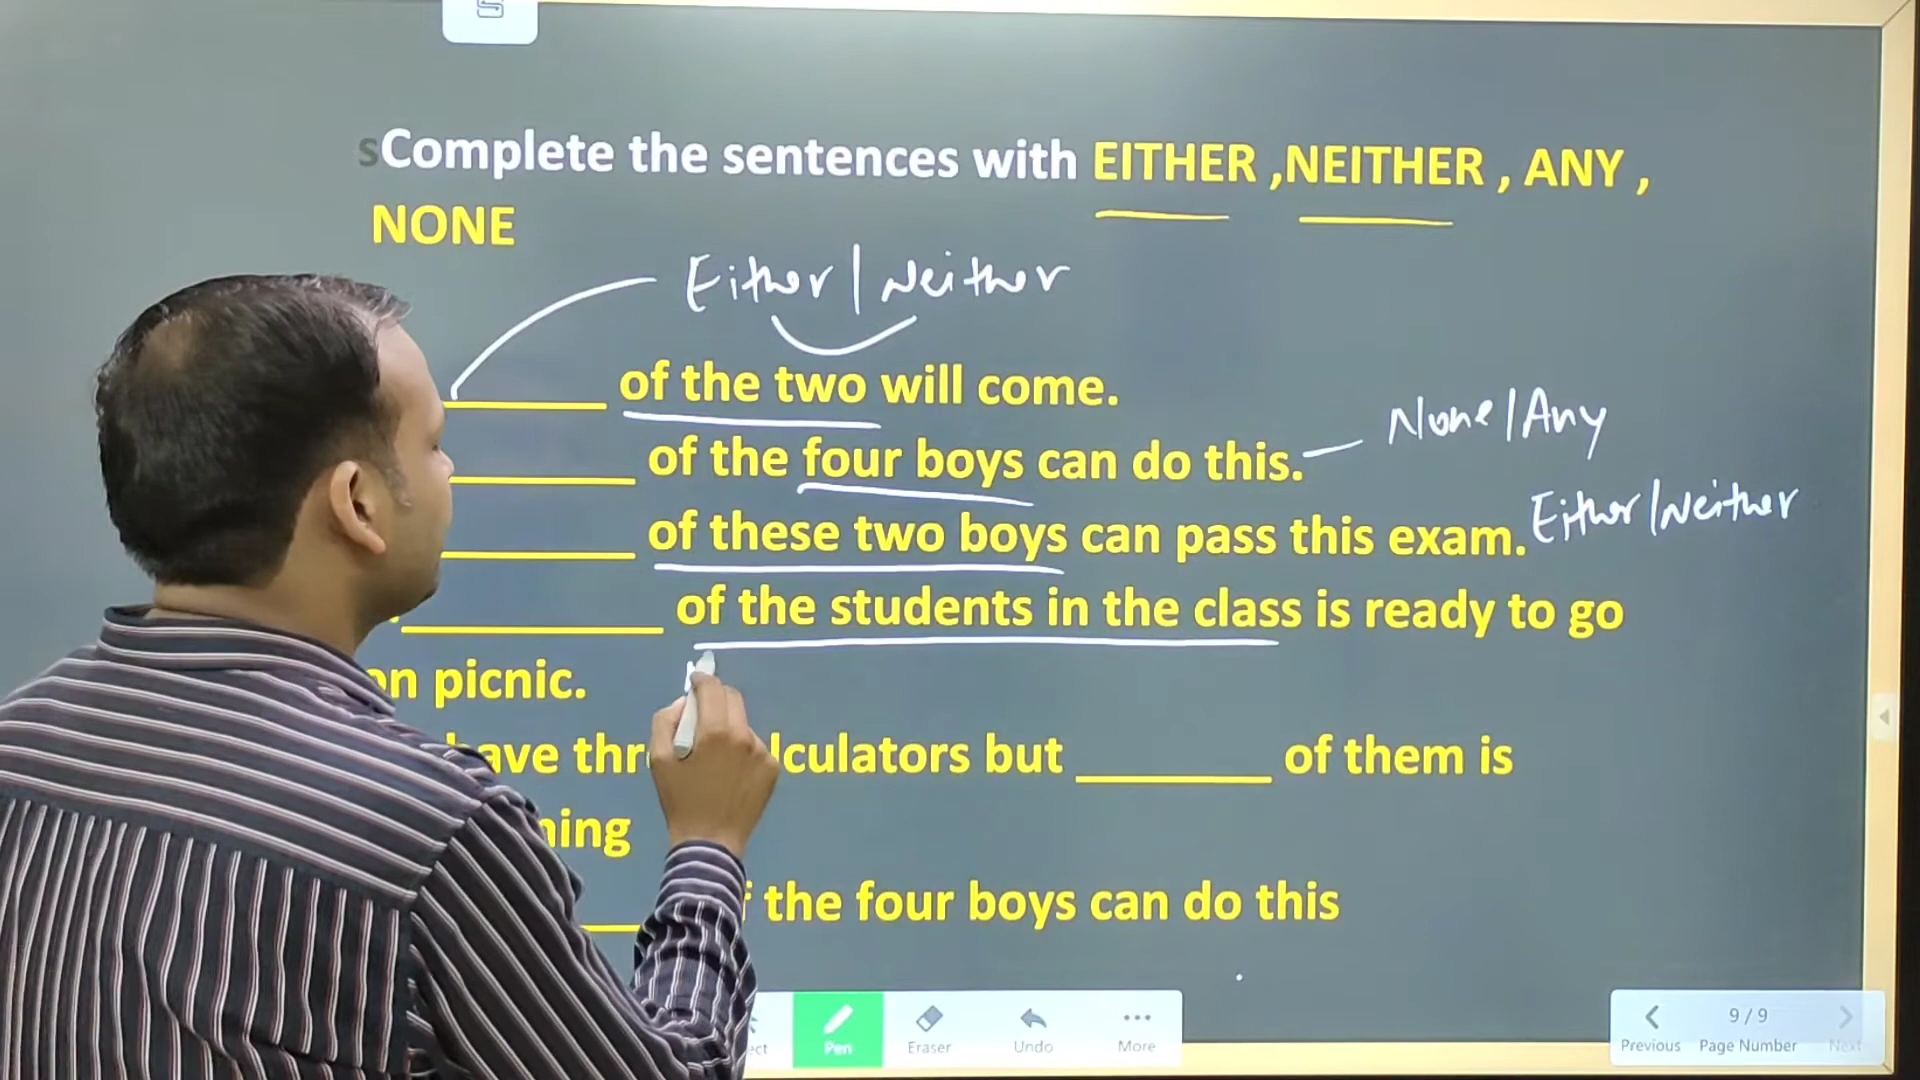 sComplete the sentences with EITHER ,NEITHER , ANY ,
NONE
Either | Neither
of the two will come.
None | Any
of the four boys can do this.
Either | Neither
of these two boys can pass this exam.
of the students in the class is ready to go
on picnic.
of them is
lculators but
the four boys can do this
Pen
Eraser
Undo
More
9 / 9
Previous
Page Number
Next